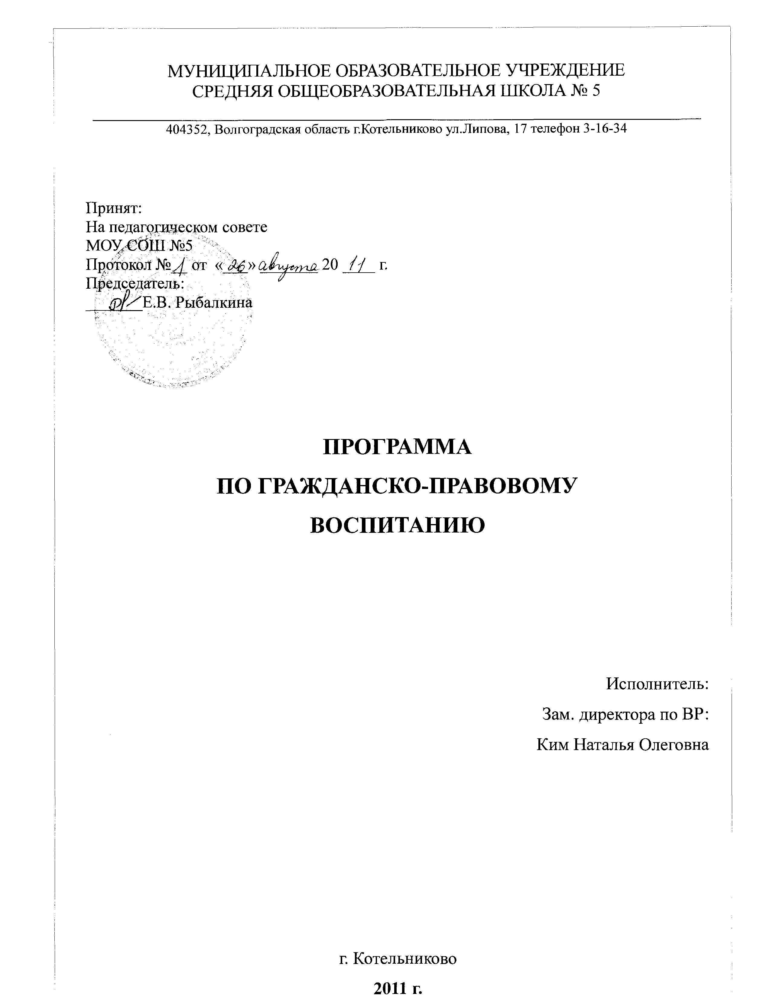 МУНИЦИПАЛЬНОЕ ОБРАЗОВАТЕЛЬНОЕ УЧРЕЖДЕНИЕ
СРЕДНЯЯ ОБЩЕОБРАЗОВАТЕЛЬНАЯ ШКОЛА № 5
404352, Волгоградская область г.Котельниково ул.Липова, 17 телефон 3-16-34
Принят:
На педагогическом совете
МОУ СОШ №5
Протокол № 1 от «26» августа 20 11 г.
Председатель:
Е.В. Рыбалкина
ПРОГРАММА
ПО ГРАЖДАНСКО-ПРАВОВОМУ
ВОСПИТАНИЮ
Исполнитель:
Зам. директора по ВР:
Ким Наталья Олеговна
г. Котельниково
2011 г.